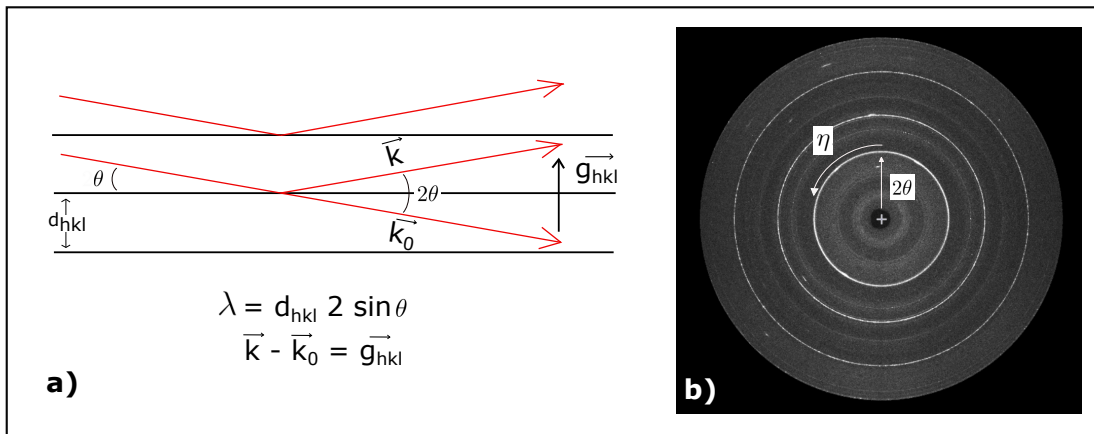 k⃗
θ
2θ
g⃗hkl
dhkl
k⃗0
λ = dhkl 2 sin θ
k⃗ - k⃗0 = g⃗hkl
a)
η
2θ
b)